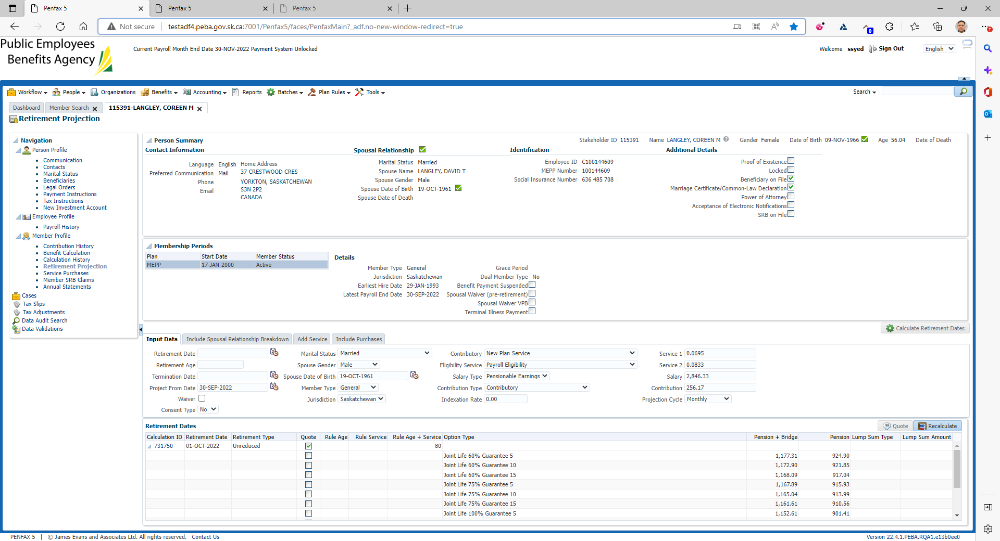 Penfax 5
Penfax 5
Penfax 5
Not secure
testadf4.peba.gov.sk.ca:7001/Penfax5/faces/PenfaxMain?_adf.no-new-window-redirect=true
Public Employees
Benefits Agency
Current Payroll Month End Date 30-NOV-2022 Payment System Unlocked
Welcome ssyed Sign Out English
Workflow People Organizations Benefits Accounting Reports Batches Plan Rules Tools Search
Dashboard Member Search 115391-LANGLEY, COREEN M
Retirement Projection
Navigation
Person Profile
Communication
Contacts
Marital Status
Beneficiaries
Legal Orders
Payment Instructions
Tax Instructions
New Investment Account
Employee Profile
Payroll History
Member Profile
Contribution History
Benefit Calculation
Calculation History
Retirement Projection
Service Purchases
Member SRB Claims
Annual Statements
Cases
Tax Slips
Tax Adjustments
Data Audit Search
Data Validations
Person Summary
Stakeholder ID 115391 Name LANGLEY, COREEN M Gender Female Date of Birth 09-NOV-1966 Age 56.04 Date of Death
Contact Information
Language English
Preferred Communication Mail
Phone
Email
Home Address
37 CRESTWOOD CRES
YORKTON, SASKATCHEWAN
S3N 2P2
CANADA
Spousal Relationship
Marital Status Married
Spouse Name LANGLEY, DAVID T
Spouse Gender Male
Spouse Date of Birth 19-OCT-1961
Spouse Date of Death
Identification
Employee ID C100144609
MEPP Number 100144609
Social Insurance Number 636 485 708
Additional Details
Proof of Existence
Locked
Beneficiary on File
Marriage Certificate/Common-Law Declaration
Power of Attorney
Acceptance of Electronic Notifications
SRB on File
Membership Periods
Plan Start Date Member Status
MEPP 17-JAN-2000 Active
Details
Member Type General
Jurisdiction Saskatchewan
Earliest Hire Date 29-JAN-1993
Latest Payroll End Date 30-SEP-2022
Grace Period
Dual Member Type No
Benefit Payment Suspended
Spousal Waiver (pre-retirement)
Spousal Waiver VPB
Terminal Illness Payment
Calculate Retirement Dates
Input Data Include Spousal Relationship Breakdown Add Service Include Purchases
Retirement Date
Retirement Age
Termination Date
Project From Date 30-SEP-2022
Waiver
Consent Type No
Marital Status Married
Spouse Gender Male
Spouse Date of Birth 19-OCT-1961
Member Type General
Jurisdiction Saskatchewan
Contributory New Plan Service
Eligibility Service Payroll Eligibility
Salary Type Pensionable Earnings
Contribution Type Contributory
Indexation Rate 0.00
Service 1 0.0695
Service 2 0.0833
Salary 2,846.33
Contribution 256.17
Projection Cycle Monthly
Retirement Dates
Quote Recalculate
Calculation ID Retirement Date Retirement Type Quote Rule Age Rule Service Rule Age + Service Option Type Pension + Bridge Pension Lump Sum Type Lump Sum Amount
731750 01-OCT-2022 Unreduced 80
Joint Life 60% Guarantee 5 1,177.31 924.90
Joint Life 60% Guarantee 10 1,172.90 921.85
Joint Life 60% Guarantee 15 1,168.09 917.04
Joint Life 75% Guarantee 5 1,167.89 915.93
Joint Life 75% Guarantee 10 1,165.04 913.99
Joint Life 75% Guarantee 15 1,161.61 910.56
Joint Life 100% Guarantee 5 1,152.61 901.41
PENFAX 5 | © James Evans and Associates Ltd. All rights reserved. Contact Us
Version 22.4.1.PEBA.RQA1.e13b0ee0